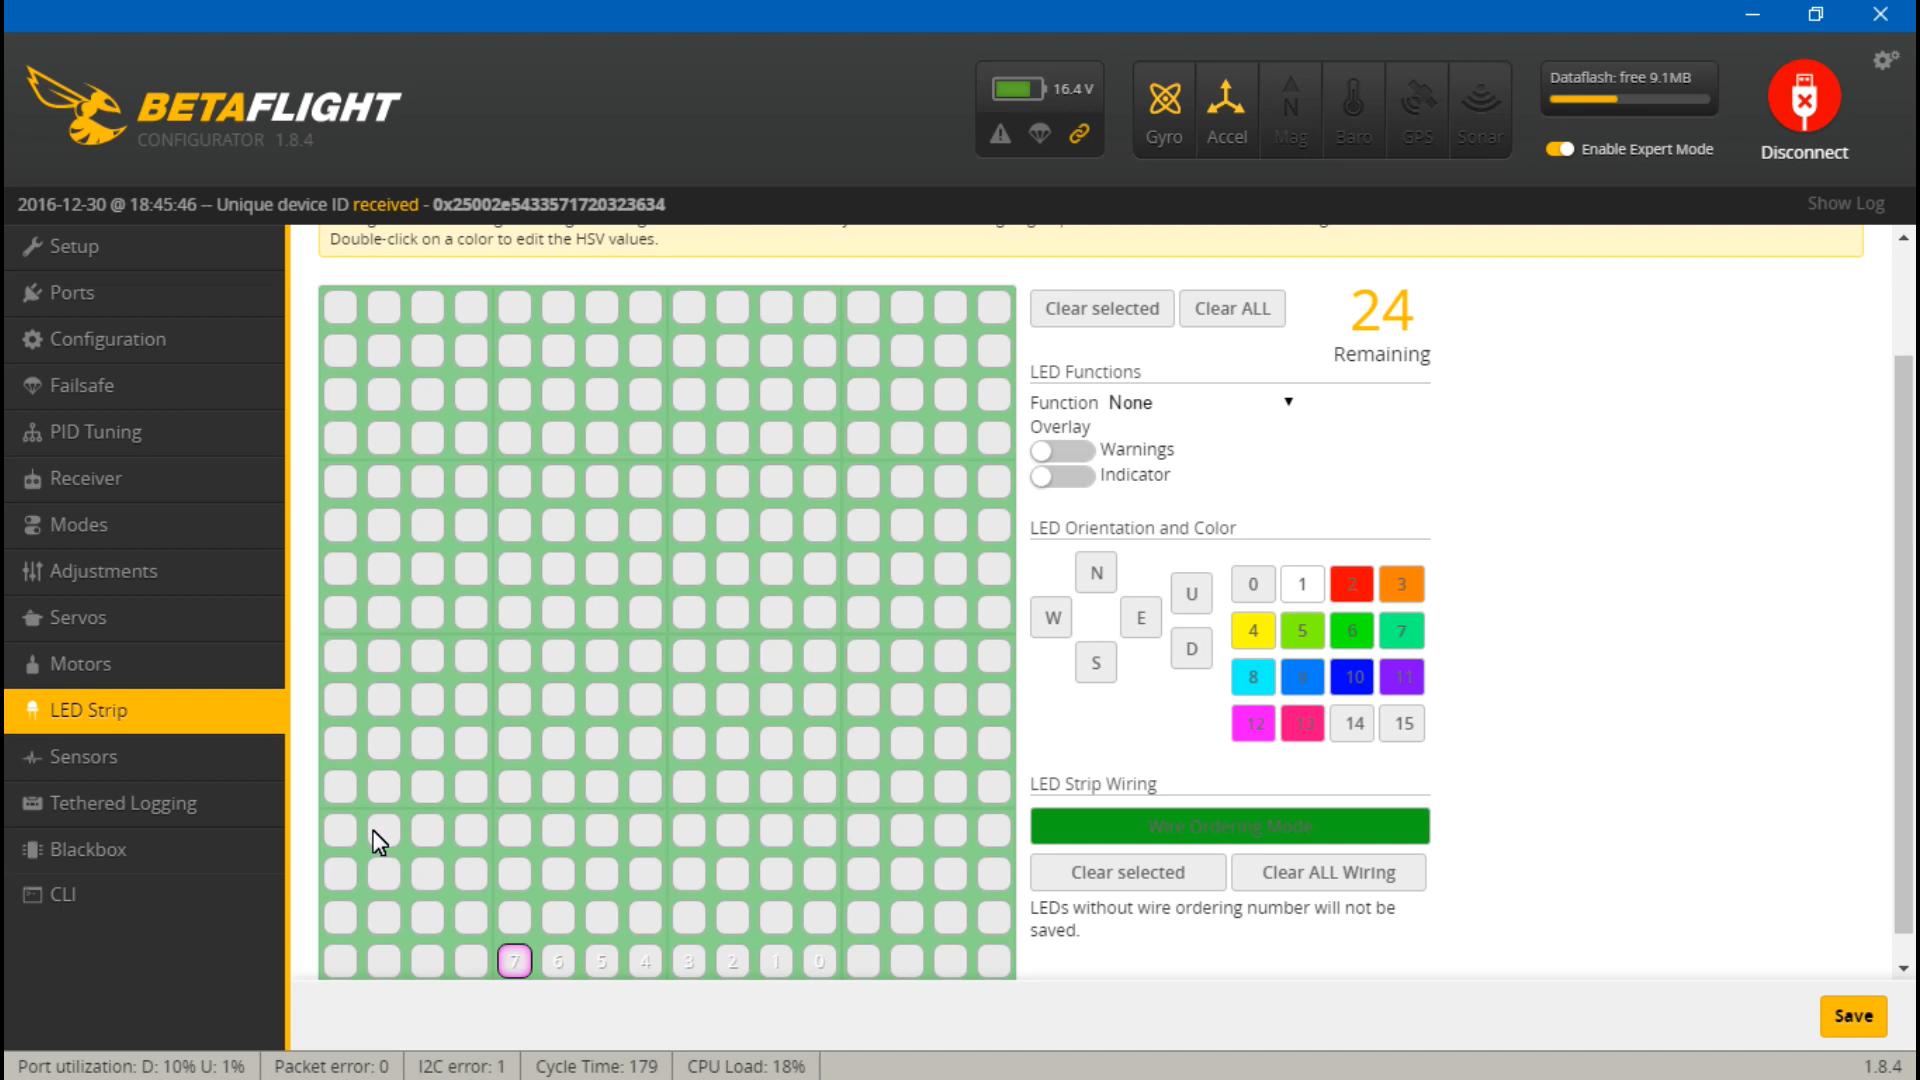 BETAFLIGHT
CONFIGURATOR 1.8.4
16.4 V
Gyro
Accel
Mag
Baro
GPS
Sonar
Dataflash: free 9.1MB
Enable Expert Mode
Disconnect
2016-12-30 @ 18:45:46 -- Unique device ID received - 0x25002e5433571720323634
Show Log
Setup
Ports
Configuration
Failsafe
PID Tuning
Receiver
Modes
Adjustments
Servos
Motors
LED Strip
Sensors
Tethered Logging
Blackbox
CLI
Double-click on a color to edit the HSV values.
7 6 5 4 3 2 1 0
Clear selected
Clear ALL
24
Remaining
LED Functions
Function None
Overlay
Warnings
Indicator
LED Orientation and Color
N
W
E
S
U
D
0 1 2 3
4 5 6 7
8 9 10 11
12 13 14 15
LED Strip Wiring
Wire Ordering Mode
Clear selected
Clear ALL Wiring
LEDs without wire ordering number will not be
saved.
Save
Port utilization: D: 10% U: 1%
Packet error: 0
I2C error: 1
Cycle Time: 179
CPU Load: 18%
1.8.4